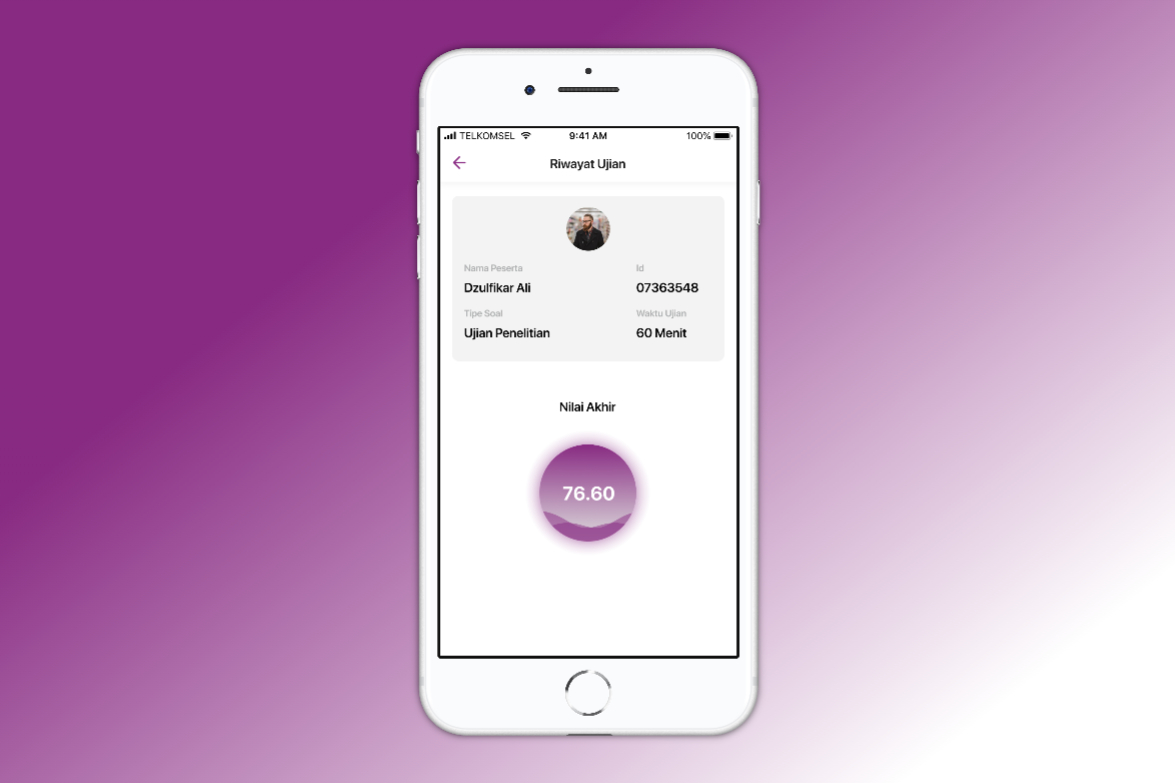 TELKOMSEL 9:41 AM 100%
Riwayat Ujian
Nama Peserta Id
Dzulfikar Ali 07363548
Tipe Soal Waktu Ujian
Ujian Penelitian 60 Menit
Nilai Akhir
76.60